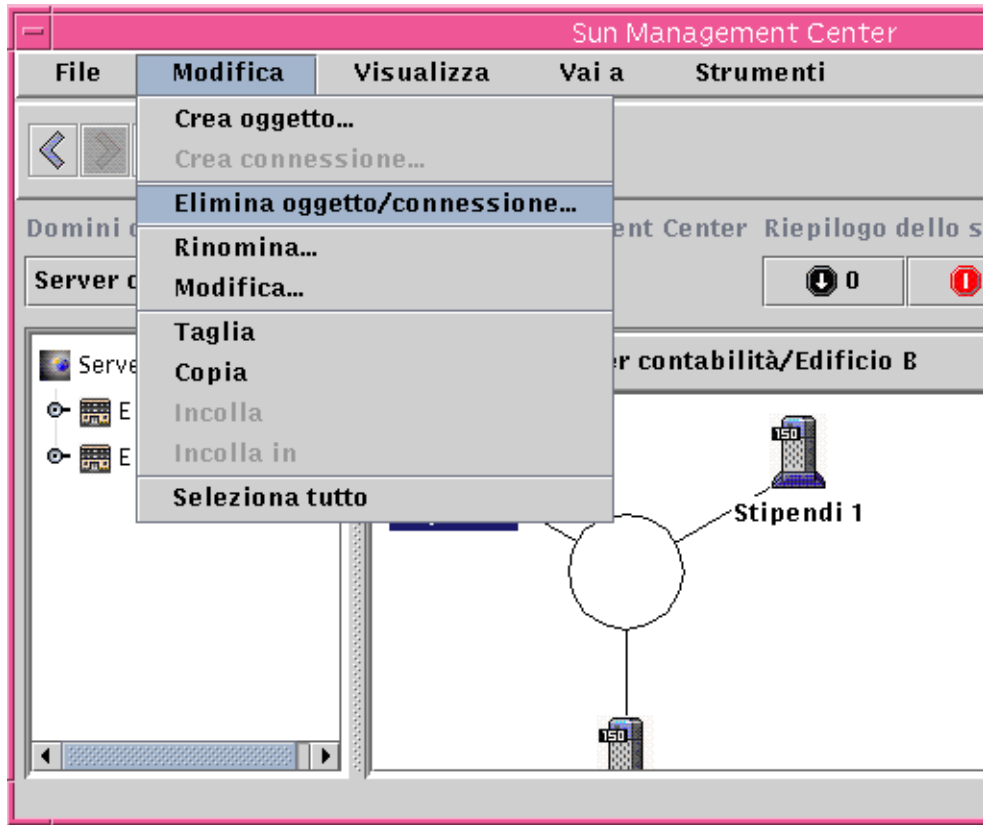 Sun Management Center
File Modifica Visualizza Vai a Strumenti
Crea oggetto...
Crea connessione...
Elimina oggetto/connessione...
Domini ent Center Riepilogo dello s
Rinomina...
Server 0
Modifica...
Taglia
Serve r contabilità/Edificio B
Copia
E Incolla
150
E Incolla in
Seleziona tutto
Stipendi 1
150